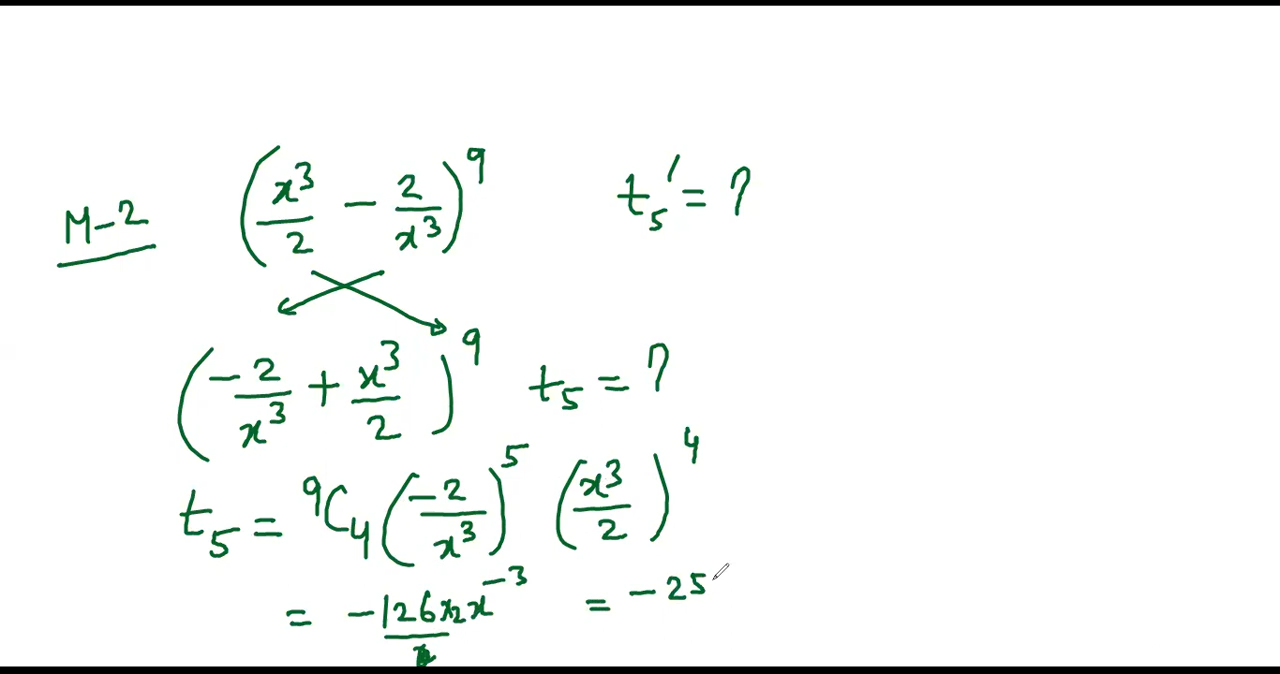 M-2 (x³/2 - 2/x³)⁹ t₅' = ?
(-2/x³ + x³/2)⁹ t₅ = ?
t₅ = ⁹C₄ (-2/x³)⁵ (x³/2)⁴
= -126×2x⁻³ = -25